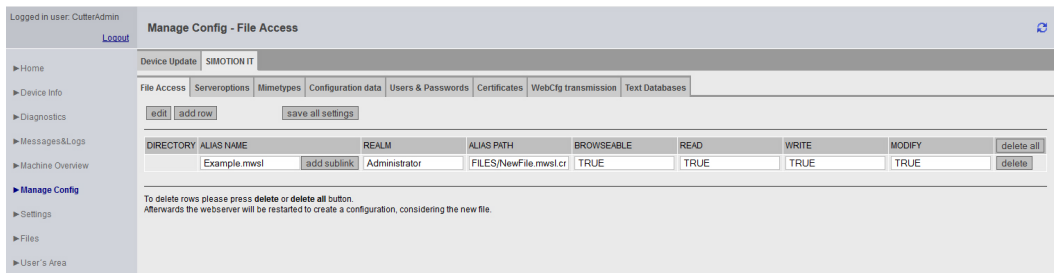 Logged in user: CutterAdmin
Logout
Manage Config - File Access
Device Update SIMOTION IT
►Home
►Device Info
►Diagnostics
►Messages&Logs
►Machine Overview
►Manage Config
►Settings
►Files
►User's Area
File Access Serveroptions Mimetypes Configuration data Users & Passwords Certificates WebCfg transmission Text Databases
edit add row save all settings
DIRECTORY ALIAS NAME REALM ALIAS PATH BROWSEABLE READ WRITE MODIFY delete all
Example.mwsl add sublink Administrator FILES/NewFile.mwsl.cr TRUE TRUE TRUE TRUE delete
To delete rows please press delete or delete all button.
Afterwards the webserver will be restarted to create a configuration, considering the new file.